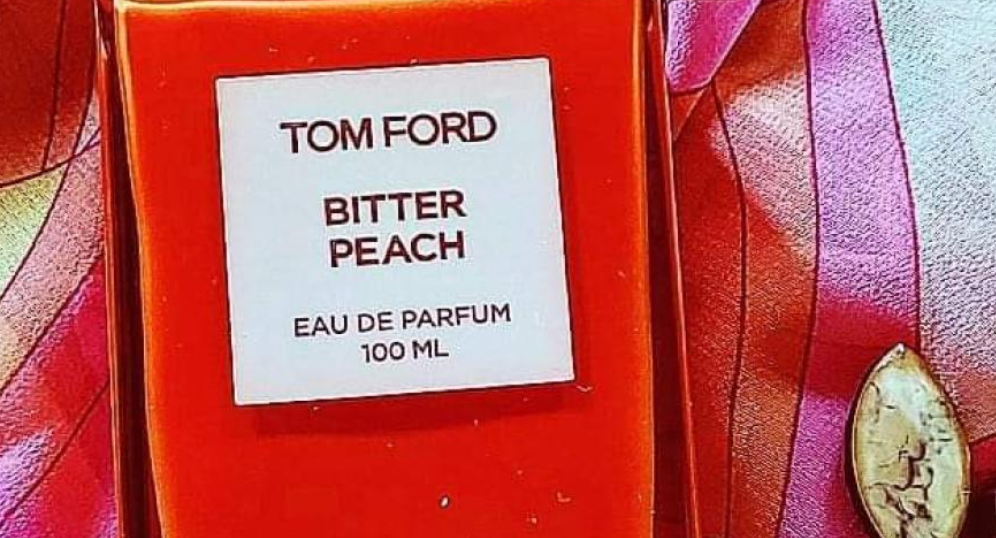 TOM FORD
BITTER
PEACH
EAU DE PARFUM
100 ML